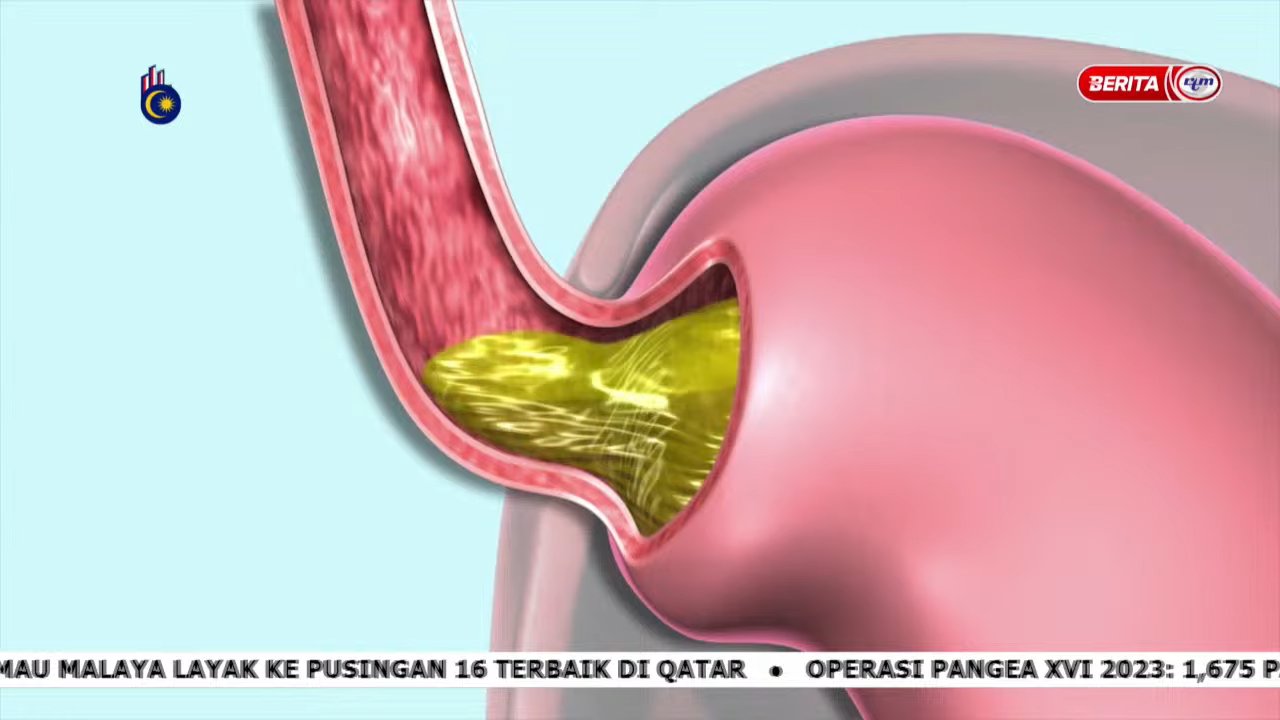 BERITA rtm
MAU MALAYA LAYAK KE PUSINGAN 16 TERBAIK DI QATAR • OPERASI PANGEA XVI 2023: 1,675